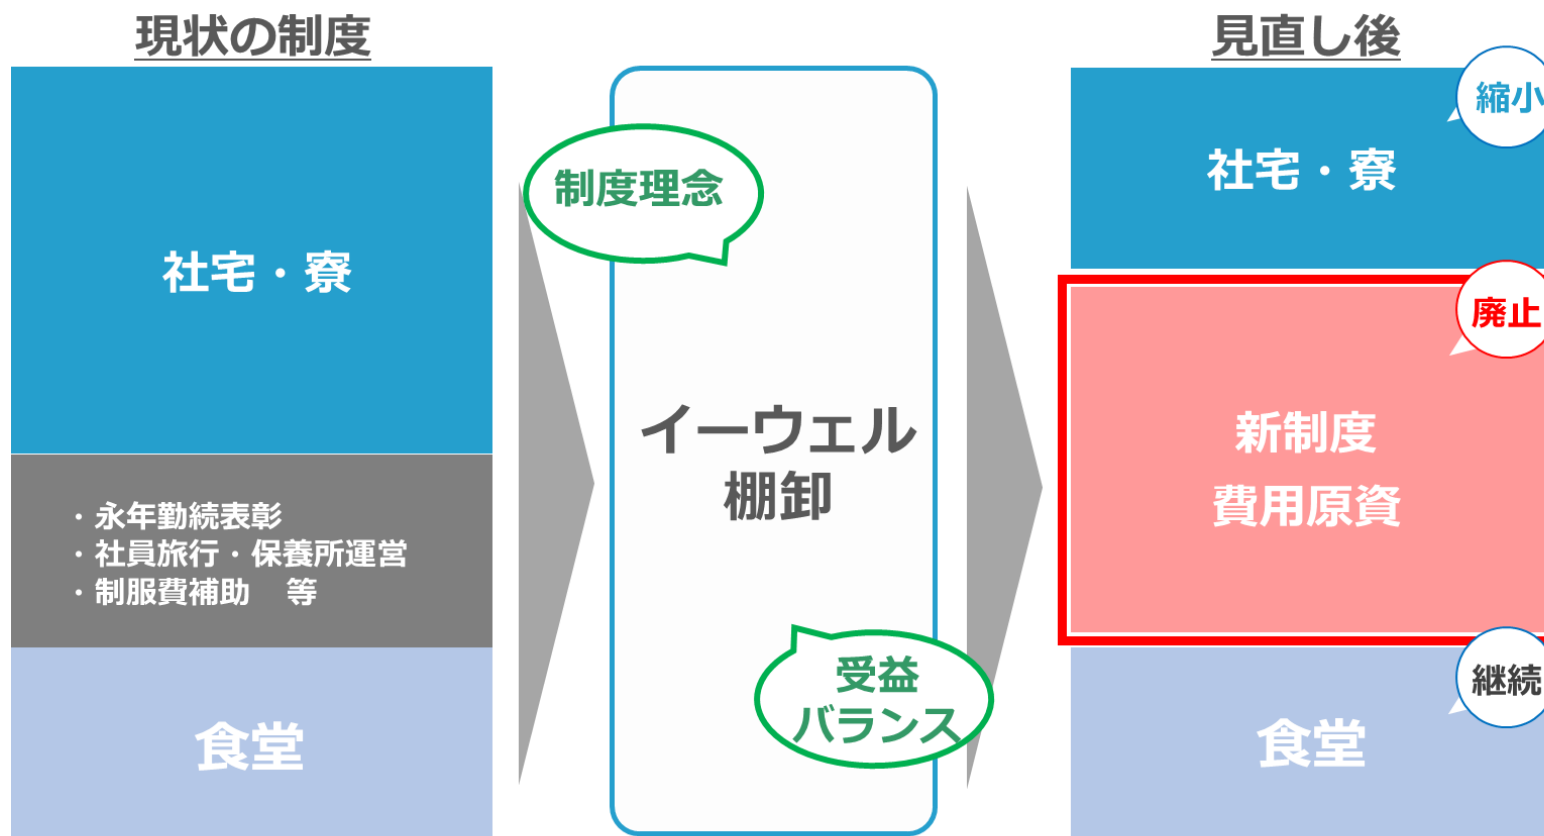 現状の制度
社宅・寮
・永年勤続表彰
・社員旅行・保養所運営
・制服費補助　等
食堂
制度理念
イーウェル
棚卸
受益
バランス
見直し後
縮小
社宅・寮
廃止
新制度
費用原資
継続
食堂